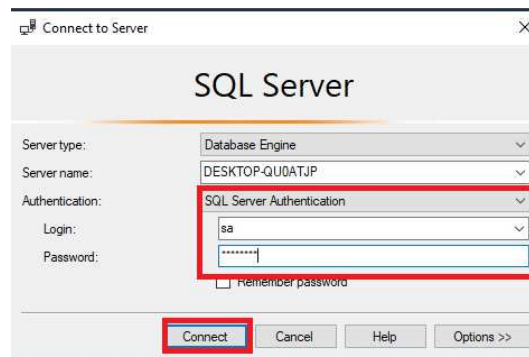 Connect to Server
SQL Server
Server type: Database Engine
Server name: DESKTOP-QU0ATJP
Authentication: SQL Server Authentication
Login: sa
Password: ********
Remember password
Connect Cancel Help Options >>